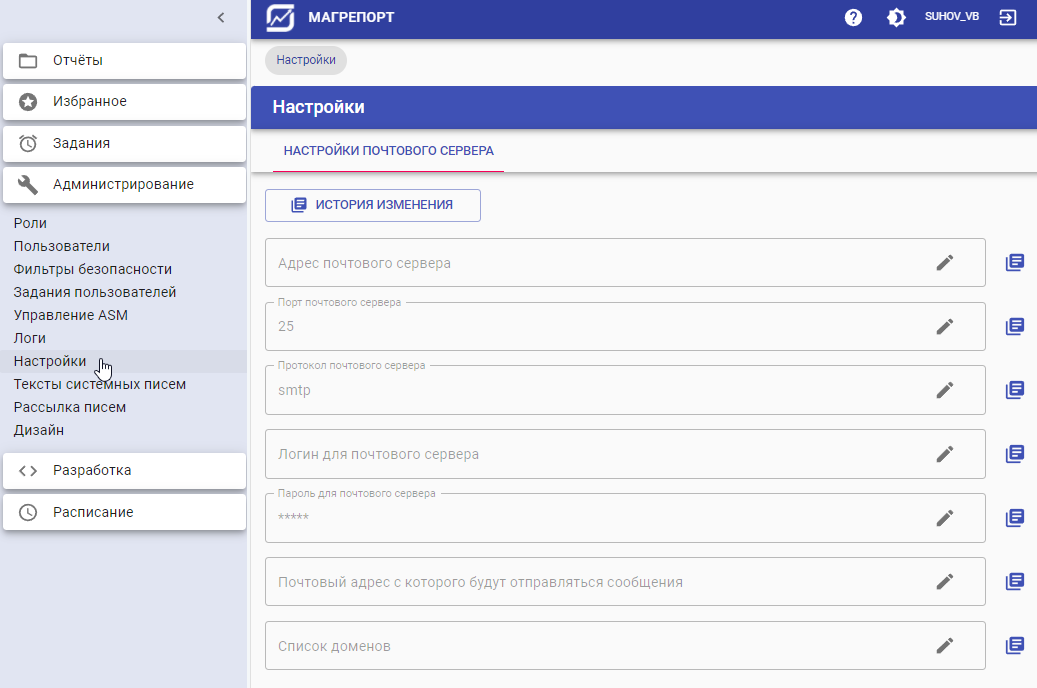 МАГРЕПОРТ
SUHOV_VB
Отчёты
Избранное
Задания
Администрирование
Роли
Пользователи
Фильтры безопасности
Задания пользователей
Управление ASM
Логи
Настройки
Тексты системных писем
Рассылка писем
Дизайн
Разработка
Расписание
Настройки
Настройки
НАСТРОЙКИ ПОЧТОВОГО СЕРВЕРА
ИСТОРИЯ ИЗМЕНЕНИЯ
Адрес почтового сервера
Порт почтового сервера
25
Протокол почтового сервера
smtp
Логин для почтового сервера
Пароль для почтового сервера
*****
Почтовый адрес с которого будут отправляться сообщения
Список доменов